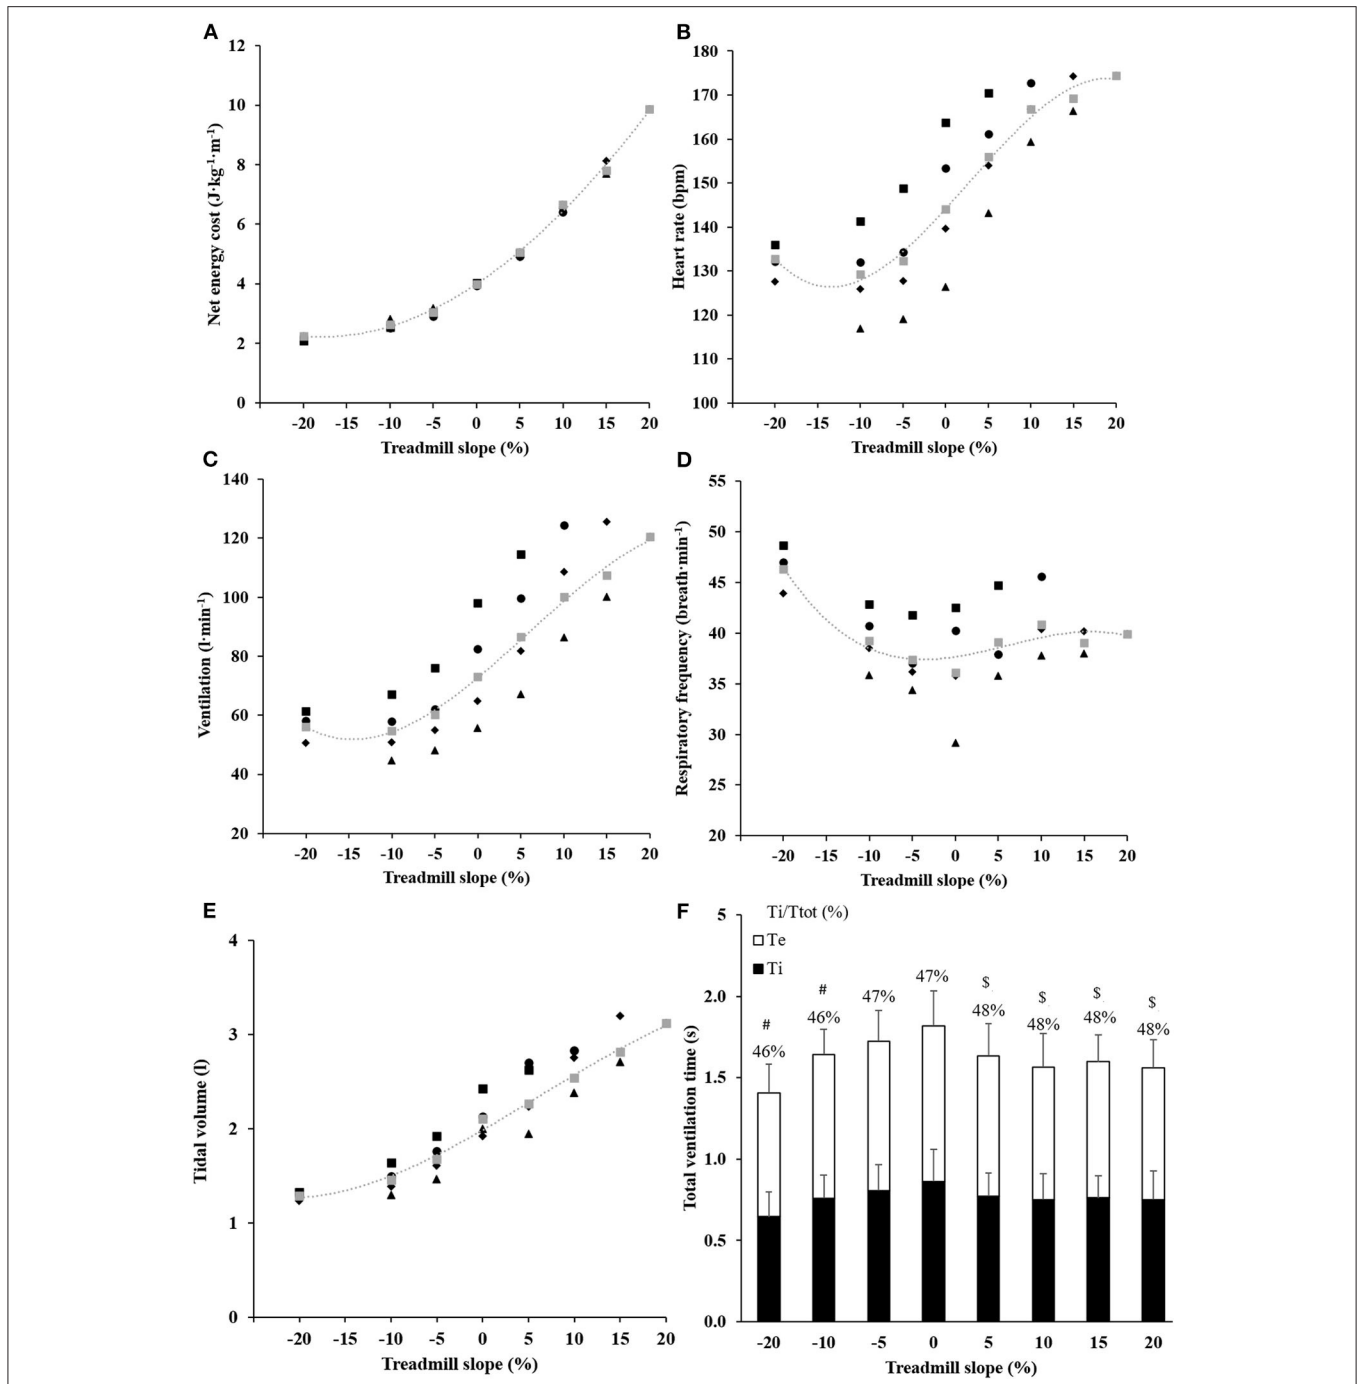 A
12
10
8
6
4
2
0
-20 -15 -10 -5 0 5 10 15 20
Net energy cost (J·kg⁻¹·m⁻¹)
Treadmill slope (%)
B
180
170
160
150
140
130
120
110
100
-20 -15 -10 -5 0 5 10 15 20
Heart rate (bpm)
Treadmill slope (%)
C
140
120
100
80
60
40
20
-20 -15 -10 -5 0 5 10 15 20
Ventilation (l·min⁻¹)
Treadmill slope (%)
D
55
50
45
40
35
30
25
20
-20 -15 -10 -5 0 5 10 15 20
Respiratory frequency (breath·min⁻¹)
Treadmill slope (%)
E
4
3
2
1
0
-20 -15 -10 -5 0 5 10 15 20
Tidal volume (l)
Treadmill slope (%)
F
Ti/Ttot (%)
Te
Ti
# # $ $ $ $
46% 46% 47% 47% 48% 48% 48% 48%
5
2.0
1.5
1.0
0.5
0.0
-20 -10 -5 0 5 10 15 20
Total ventilation time (s)
Treadmill slope (%)